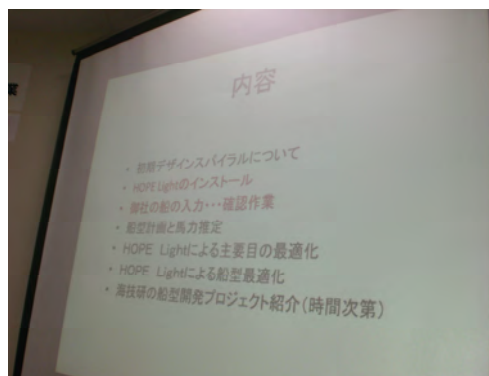 内容
・ 初期デザインスパイラルについて
・ HOPE Lightのインストール
・ 御社の船の入力・・・確認作業
・ 船型計画と馬力推定
・ HOPE Lightによる主要目の最適化
・ HOPE Lightによる船型最適化
・ 海技研の船型開発プロジェクト紹介(時間次第)